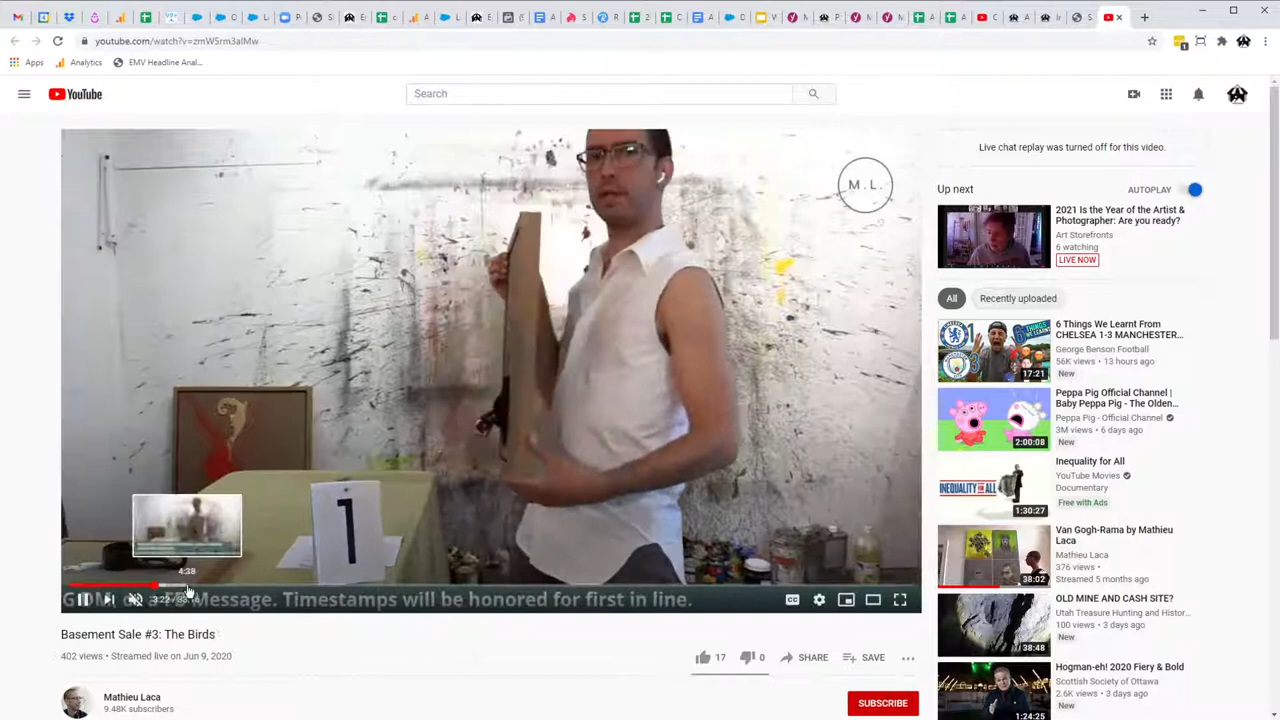 youtube.com/watch?v=zmW5rm3alMw
Apps
Analytics
EMV Headline Anal...
YouTube
Search
M.L.
1
4:38
Message. Timestamps will be honored for first in line.
Basement Sale #3: The Birds
402 views • Streamed live on Jun 9, 2020
17
0
SHARE
SAVE
Mathieu Laca
9.48K subscribers
SUBSCRIBE
Live chat replay was turned off for this video.
Up next
AUTOPLAY
2021 Is the Year of the Artist &
Photographer: Are you ready?
Art Storefronts
6 watching
LIVE NOW
All
Recently uploaded
6 Things We Learnt From
CHELSEA 1-3 MANCHESTER...
George Benson Football
56K views • 13 hours ago
New
17:21
Peppa Pig Official Channel |
Baby Peppa Pig - The Olden...
Peppa Pig - Official Channel
3M views • 6 days ago
New
2:00:08
Inequality for All
YouTube Movies
Documentary
Free with Ads
INEQUALITY FOR ALL
1:30:27
Van Gogh-Rama by Mathieu
Laca
Mathieu Laca
376 views •
Streamed 5 months ago
38:02
OLD MINE AND CASH SITE?
Utah Treasure Hunting and Histor...
100 views • 3 days ago
New
38:48
Hogman-eh! 2020 Fiery & Bold
Scottish Society of Ottawa
2.6K views • 3 days ago
New
1:24:25